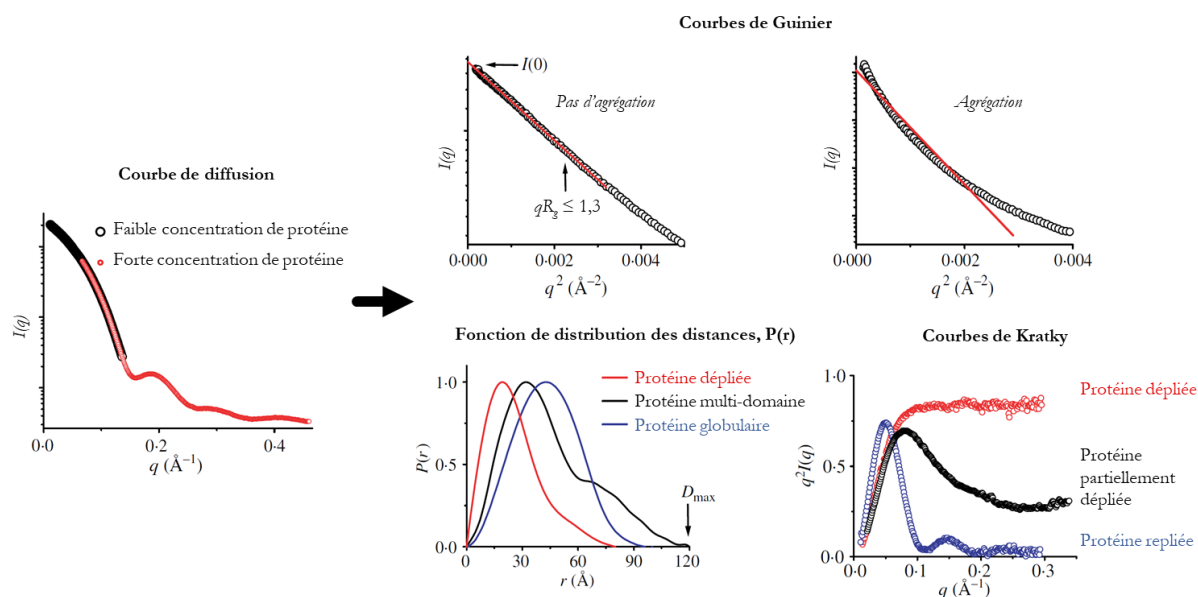 Courbes de Guinier
I(0)
Pas d'agrégation
qRg ≤ 1,3
I(q)
0·000 0·002 0·004
q² (Å⁻²)
Agrégation
I(q)
0·000 0·002 0·004
q² (Å⁻²)
Courbe de diffusion
Faible concentration de protéine
Forte concentration de protéine
I(q)
0·0 0·2 0·4
q (Å⁻¹)
Fonction de distribution des distances, P(r)
Protéine dépliée
Protéine multi-domaine
Protéine globulaire
1·0
0·5
0·0
P(r)
Dmax
0 30 60 90 120
r (Å)
Courbes de Kratky
Protéine dépliée
Protéine
partiellement
dépliée
Protéine repliée
1·0
0·5
0·0
q²I(q)
0·0 0·1 0·2 0·3
q (Å⁻¹)